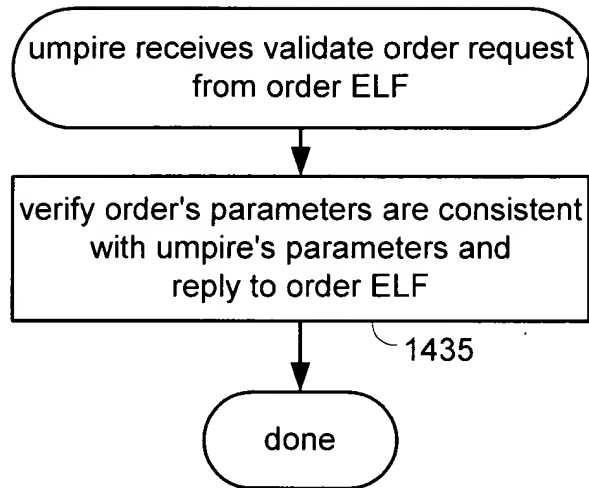 umpire receives validate order request
from order ELF
verify order's parameters are consistent
with umpire's parameters and
reply to order ELF
1435
done